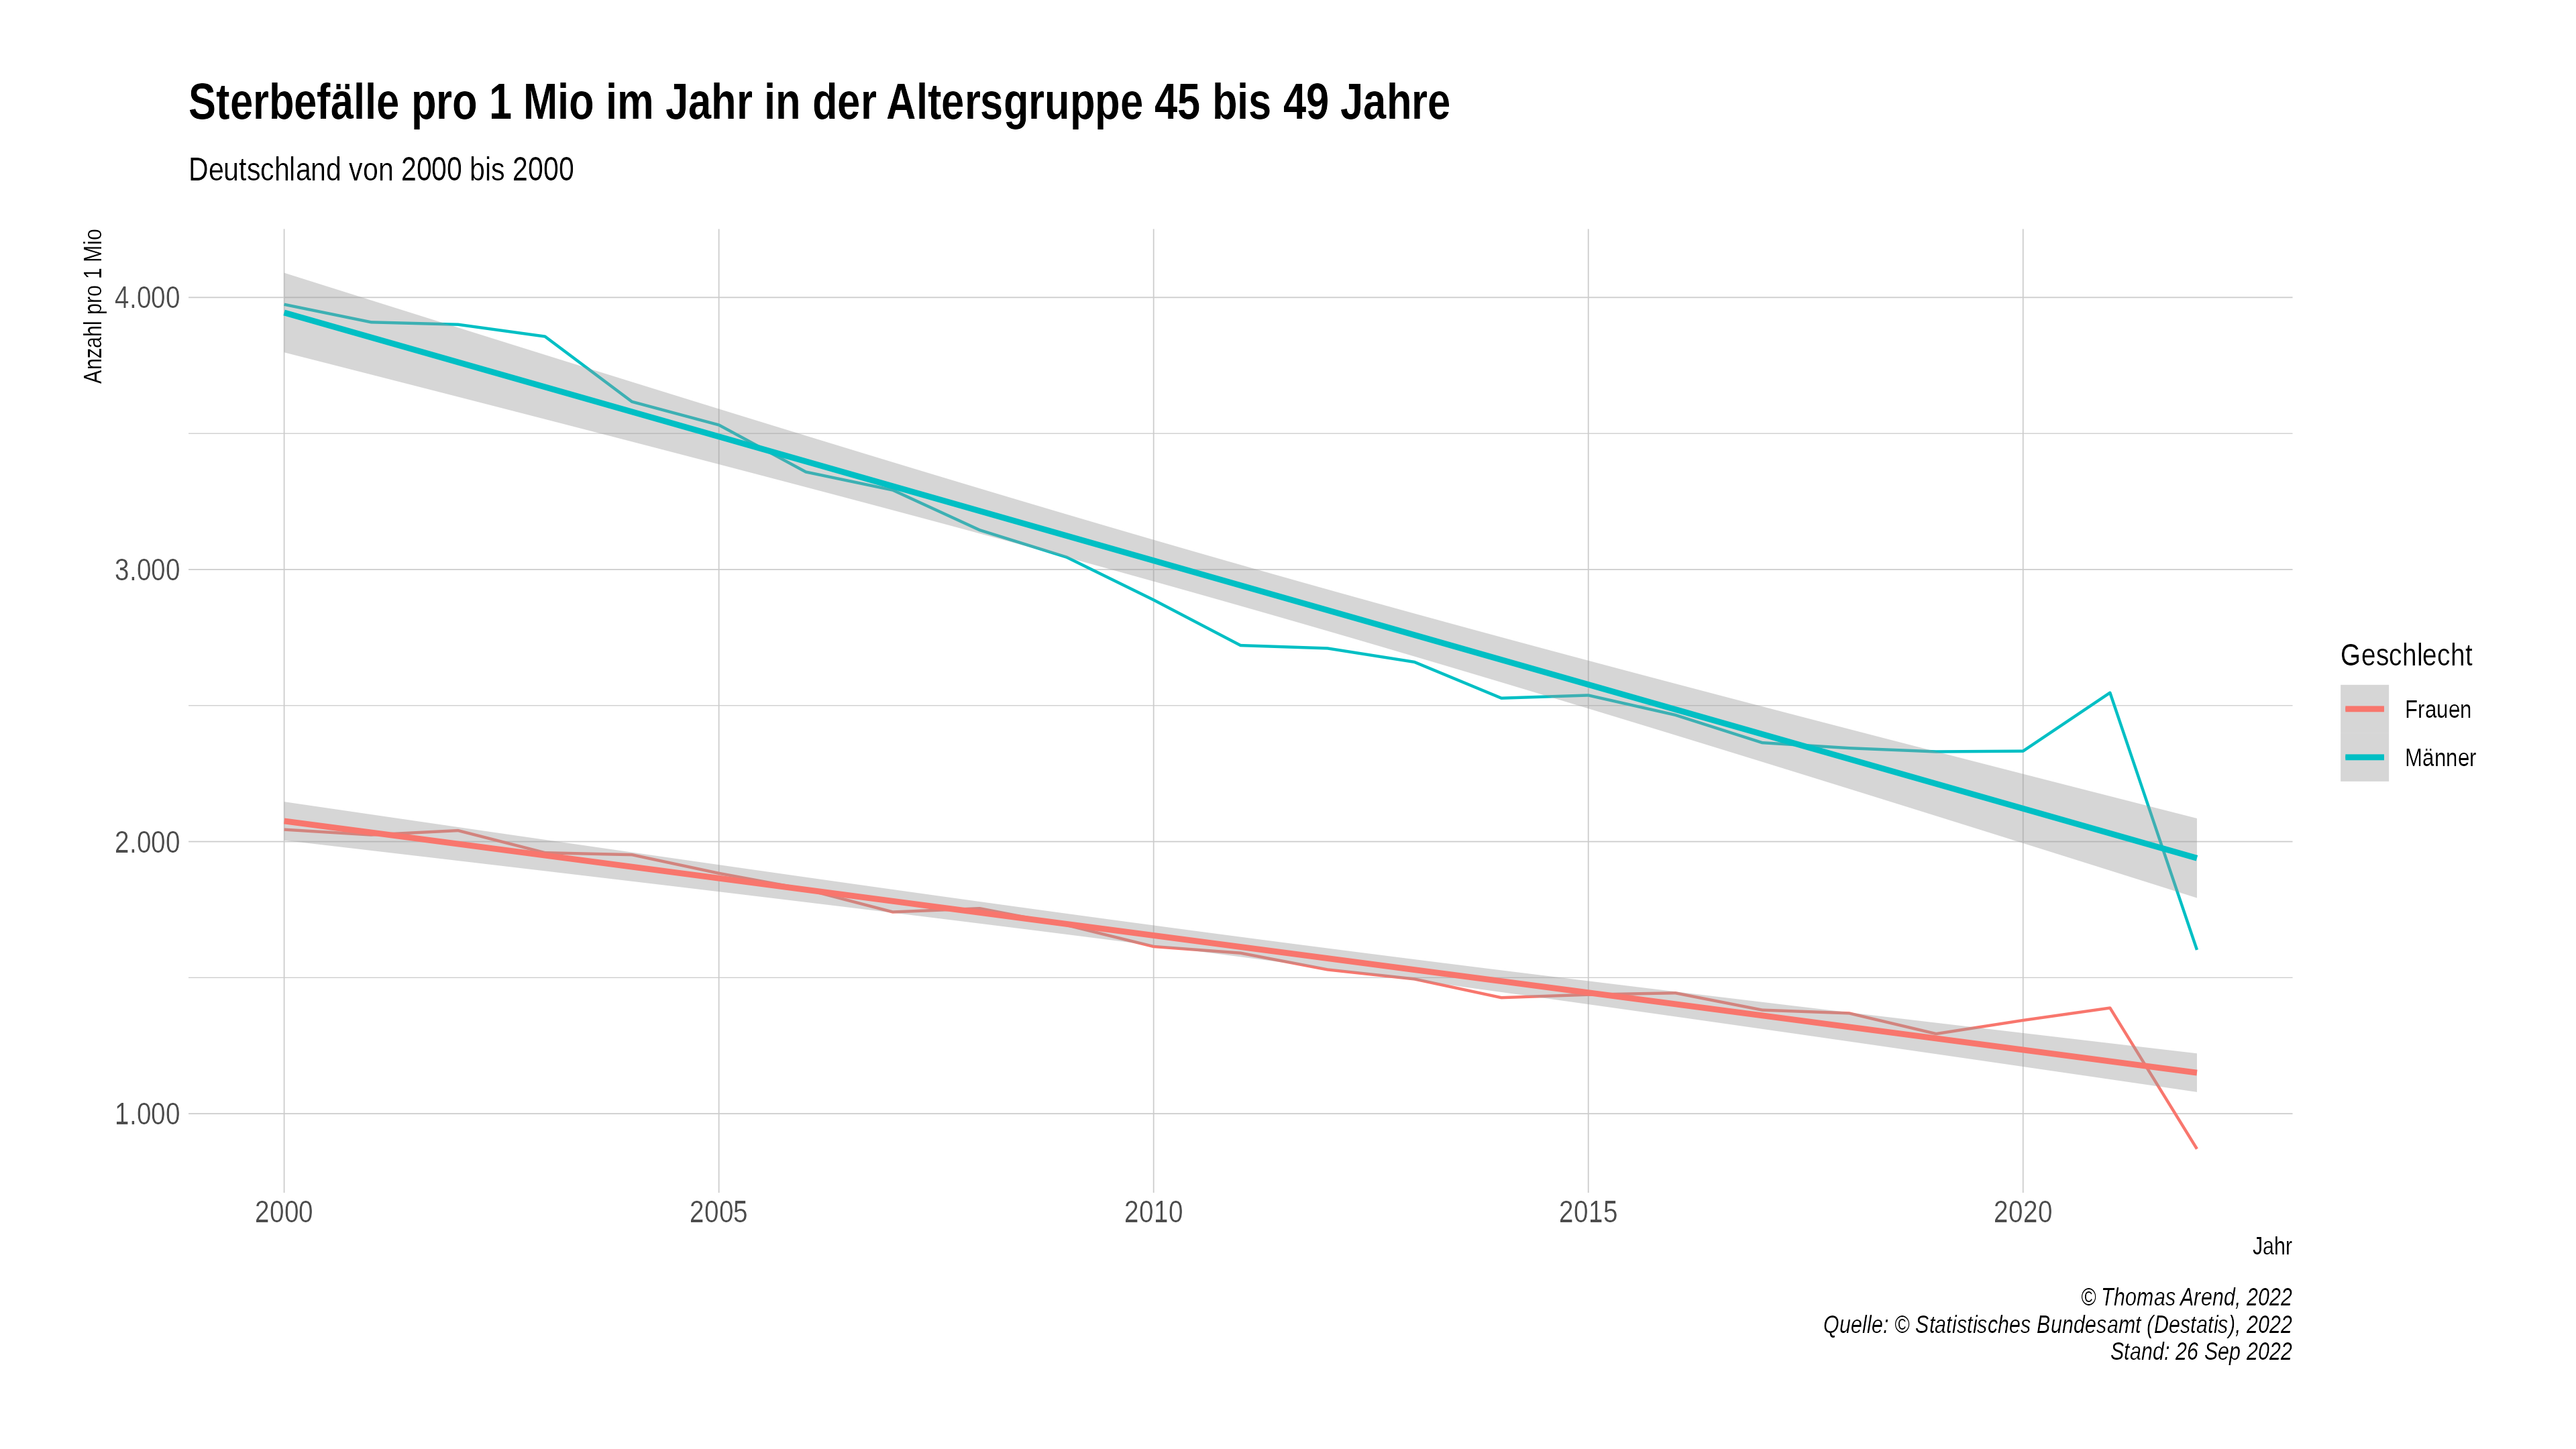 Sterbefälle pro 1 Mio im Jahr in der Altersgruppe 45 bis 49 Jahre
Deutschland von 2000 bis 2000
Anzahl pro 1 Mio
4.000
3.000
2.000
1.000
2000
2005
2010
2015
2020
Jahr
Geschlecht
Frauen
Männer
© Thomas Arend, 2022
Quelle: © Statistisches Bundesamt (Destatis), 2022
Stand: 26 Sep 2022